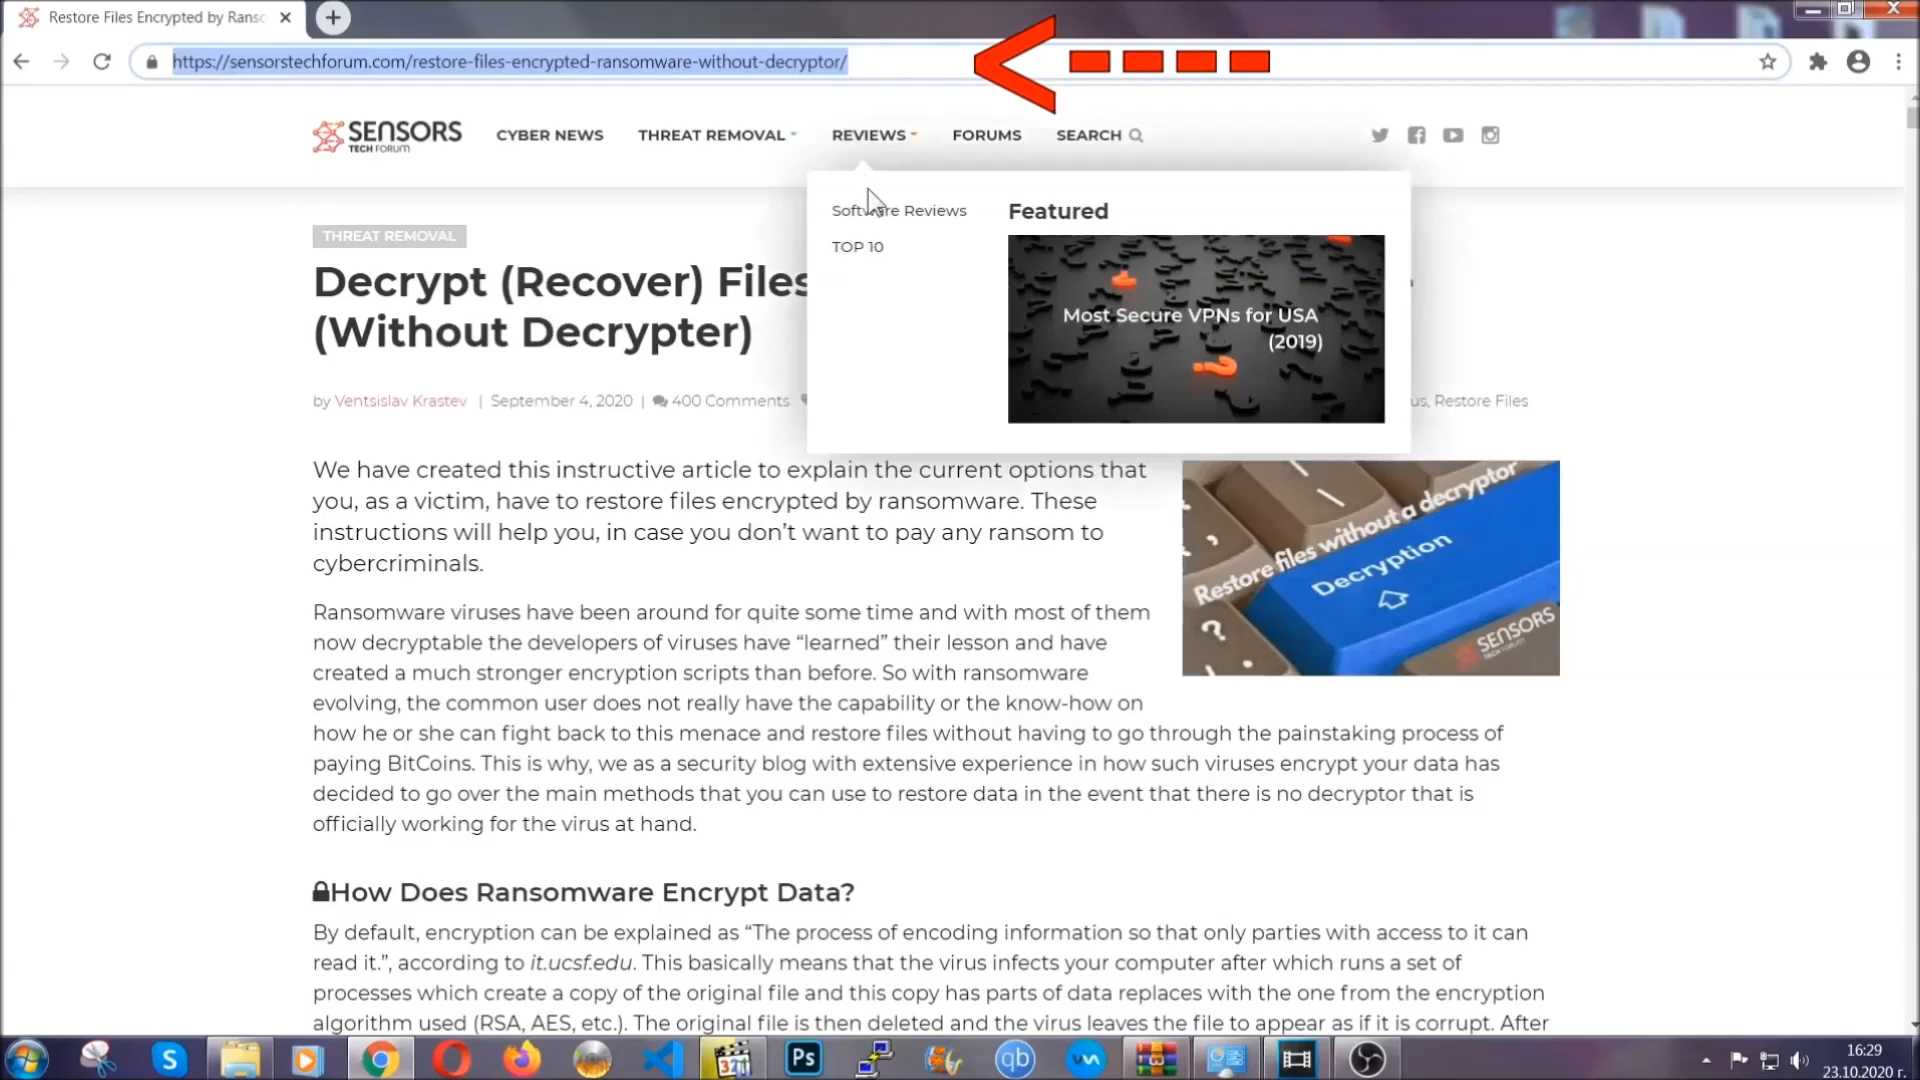 Restore Files Encrypted by Ranso
https://sensorstechforum.com/restore-files-encrypted-ransomware-without-decryptor/
SENSORS
TECH FORUM
CYBER NEWS
THREAT REMOVAL
REVIEWS
FORUMS
SEARCH
Software Reviews
TOP 10
Featured
Most Secure VPNs for USA
(2019)
THREAT REMOVAL
Decrypt (Recover) Files
(Without Decrypter)
by Ventsislav Krastev | September 4, 2020 | 400 Comments
us, Restore Files
We have created this instructive article to explain the current options that
you, as a victim, have to restore files encrypted by ransomware. These
instructions will help you, in case you don’t want to pay any ransom to
cybercriminals.
Restore files without a decryptor
Decryption
SENSORS
TECH FORUM
Ransomware viruses have been around for quite some time and with most of them
now decryptable the developers of viruses have “learned” their lesson and have
created a much stronger encryption scripts than before. So with ransomware
evolving, the common user does not really have the capability or the know-how on
how he or she can fight back to this menace and restore files without having to go through the painstaking process of
paying BitCoins. This is why, we as a security blog with extensive experience in how such viruses encrypt your data has
decided to go over the main methods that you can use to restore data in the event that there is no decryptor that is
officially working for the virus at hand.
How Does Ransomware Encrypt Data?
By default, encryption can be explained as “The process of encoding information so that only parties with access to it can
read it.”, according to it.ucsf.edu. This basically means that the virus infects your computer after which runs a set of
processes which create a copy of the original file and this copy has parts of data replaces with the one from the encryption
algorithm used (RSA, AES, etc.). The original file is then deleted and the virus leaves the file to appear as if it is corrupt. After
S
321
Ps
qb
16:29
23.10.2020 г.